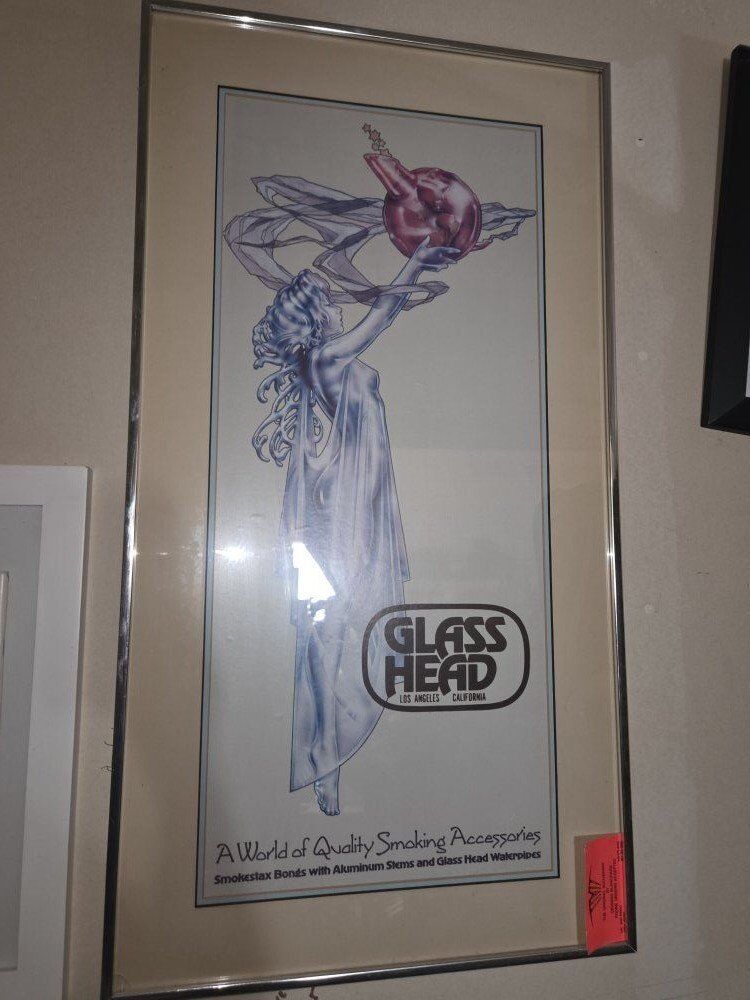 GLASS
HEAD
LOS ANGELES CALIFORNIA
A World of Quality Smoking Accessories
Smokestax Bongs with Aluminum Stems and Glass Head Waterpipes